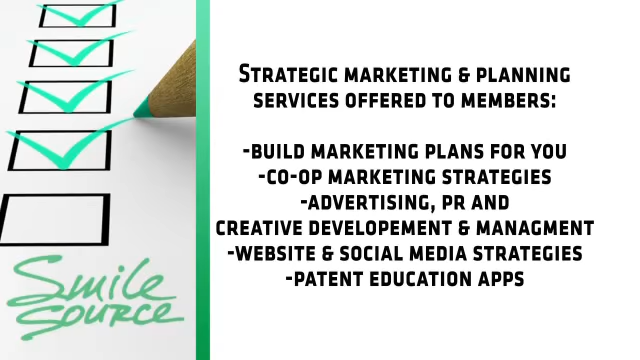 STRATEGIC MARKETING & PLANNING
SERVICES OFFERED TO MEMBERS:
-BUILD MARKETING PLANS FOR YOU
-CO-OP MARKETING STRATEGIES
-ADVERTISING, PR AND
CREATIVE DEVELOPEMENT & MANAGMENT
-WEBSITE & SOCIAL MEDIA STRATEGIES
-PATENT EDUCATION APPS
Smile
Source